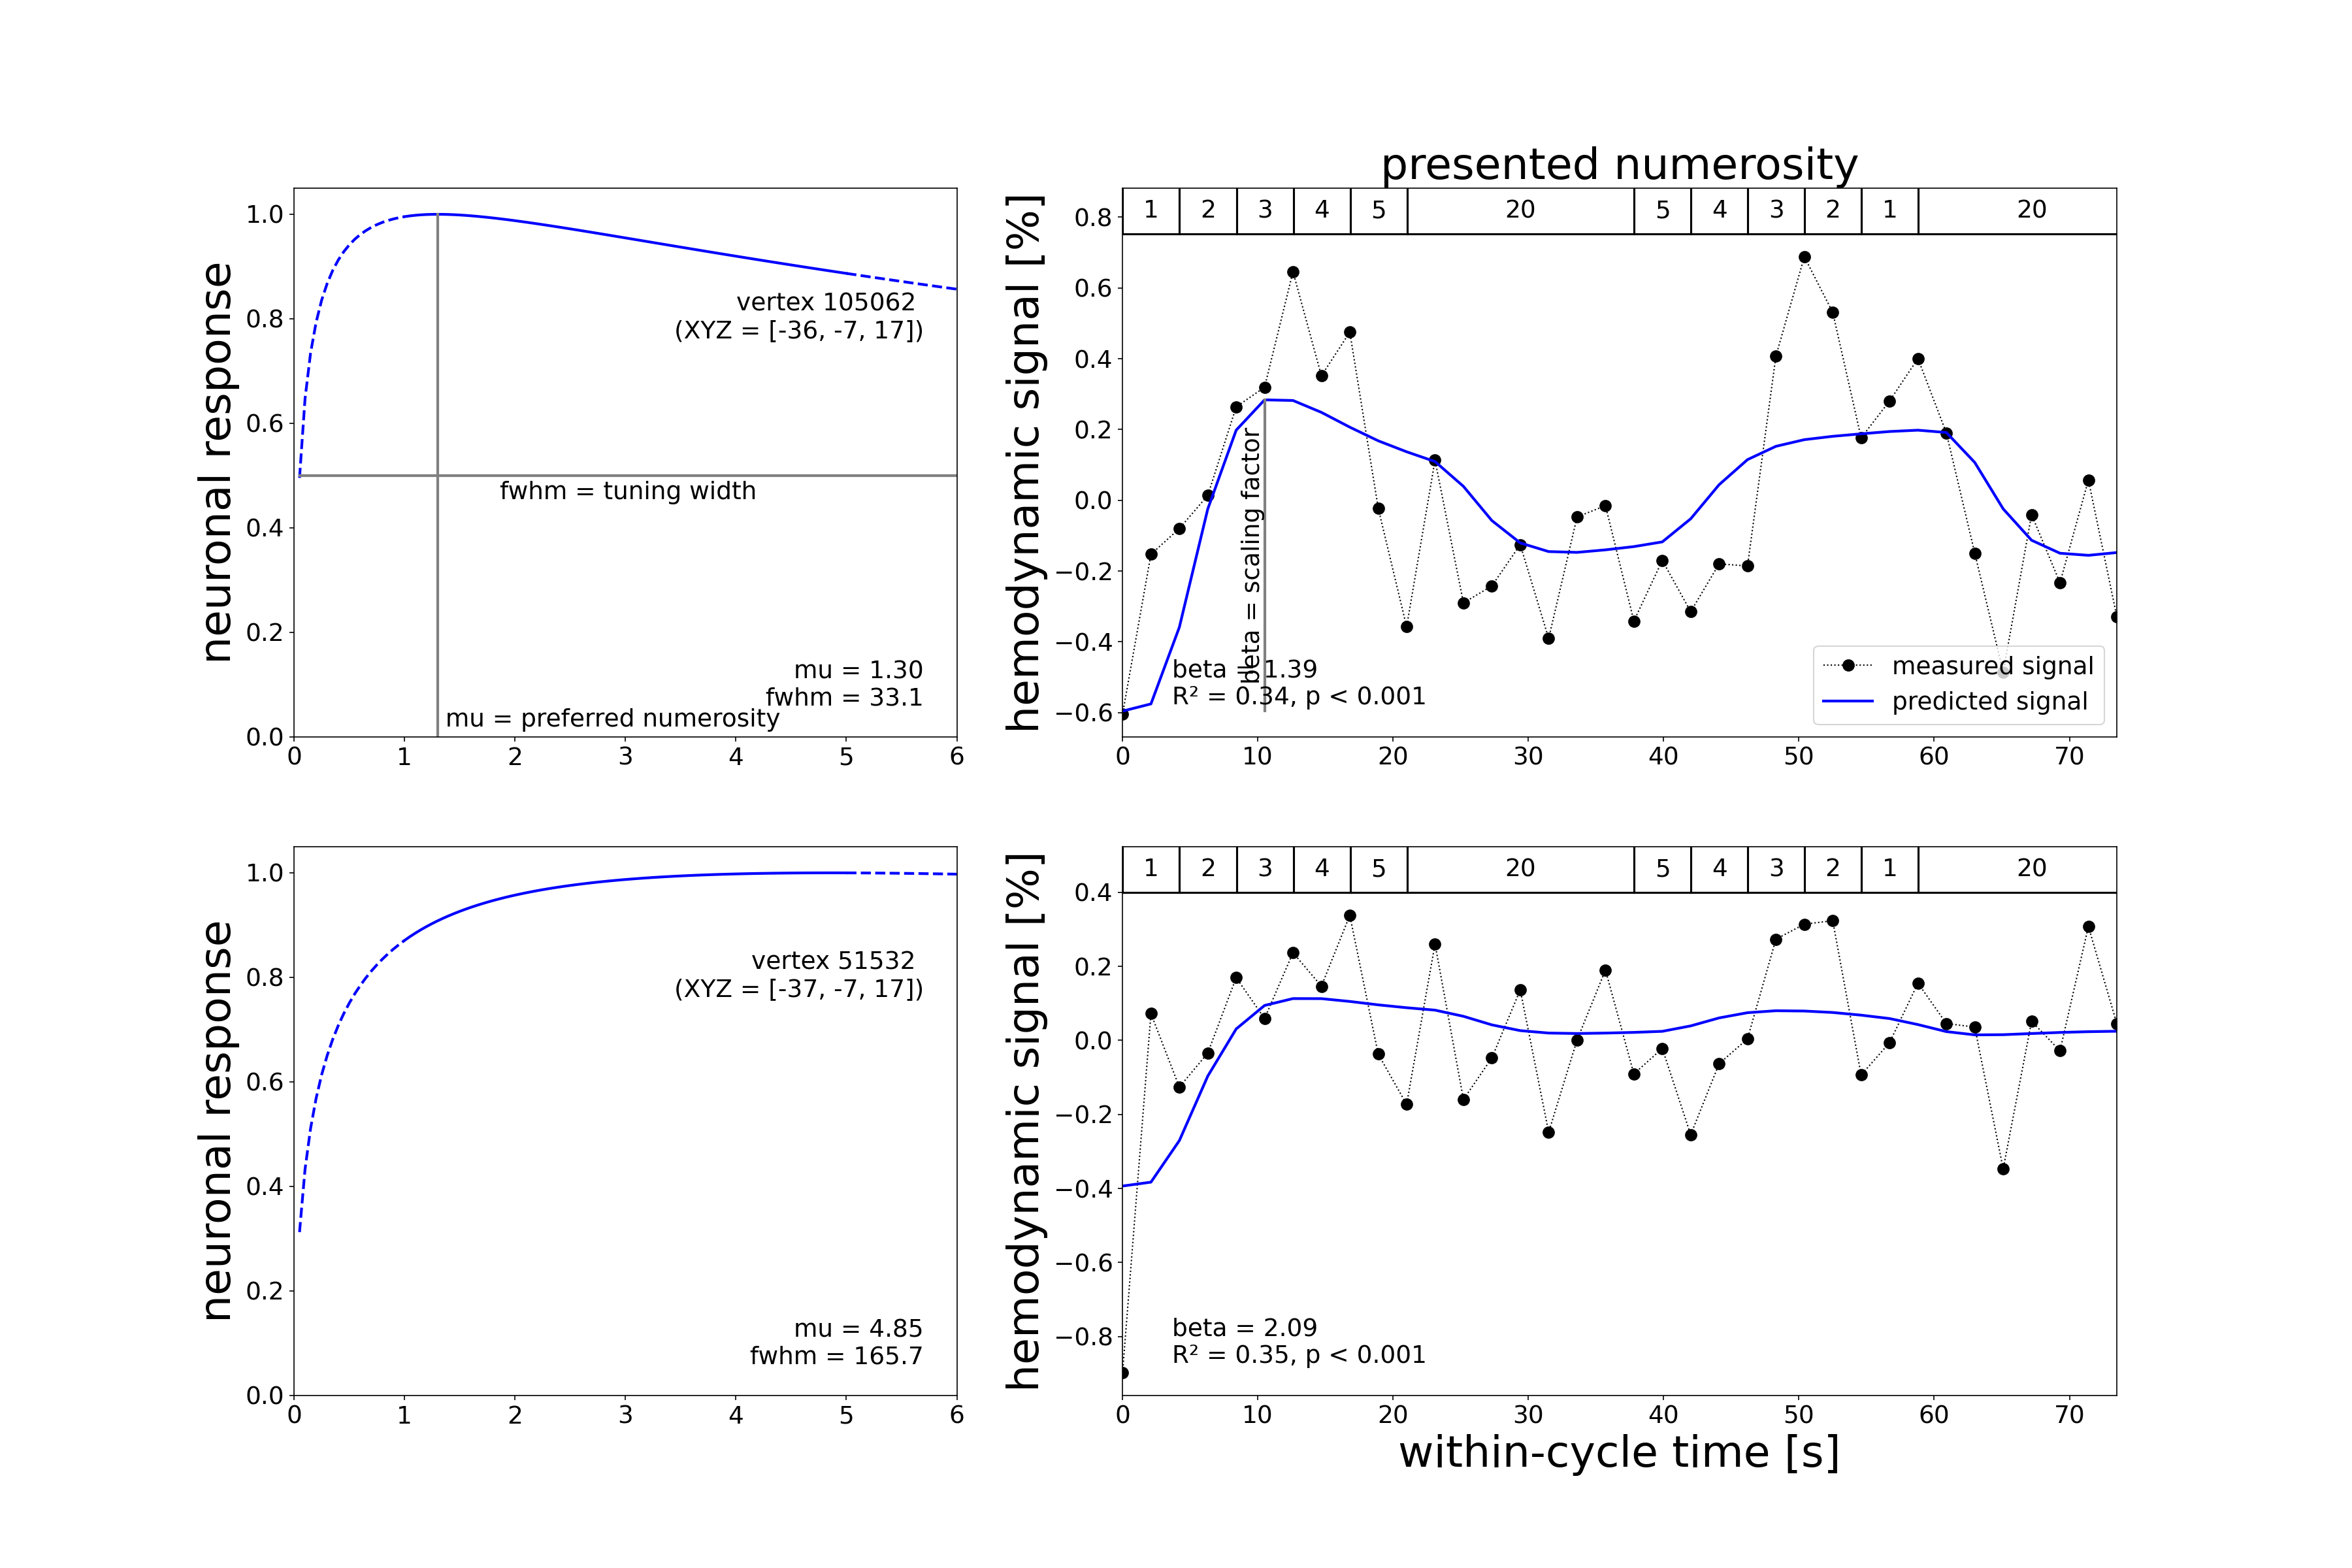 presented numerosity
neuronal response
1.0
0.8
0.6
0.4
0.2
0.0
0 1 2 3 4 5 6
vertex 105062
(XYZ = [-36, -7, 17])
fwhm = tuning width
mu = 1.30
fwhm = 33.1
mu = preferred numerosity
hemodynamic signal [%]
0.8
0.6
0.4
0.2
0.0
−0.2
−0.4
−0.6
1 2 3 4 5 20 5 4 3 2 1 20
beta = scaling factor
beta = 1.39
R² = 0.34, p < 0.001
measured signal
predicted signal
0 10 20 30 40 50 60 70
neuronal response
1.0
0.8
0.6
0.4
0.2
0.0
0 1 2 3 4 5 6
vertex 51532
(XYZ = [-37, -7, 17])
mu = 4.85
fwhm = 165.7
hemodynamic signal [%]
0.4
0.2
0.0
−0.2
−0.4
−0.6
−0.8
1 2 3 4 5 20 5 4 3 2 1 20
beta = 2.09
R² = 0.35, p < 0.001
0 10 20 30 40 50 60 70
within-cycle time [s]